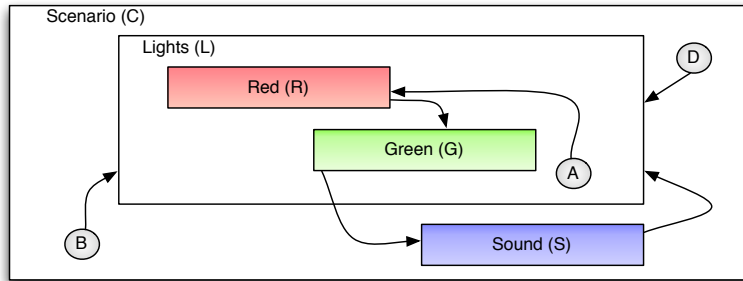 Scenario (C)
Lights (L)
D
Red (R)
Green (G)
A
B
Sound (S)